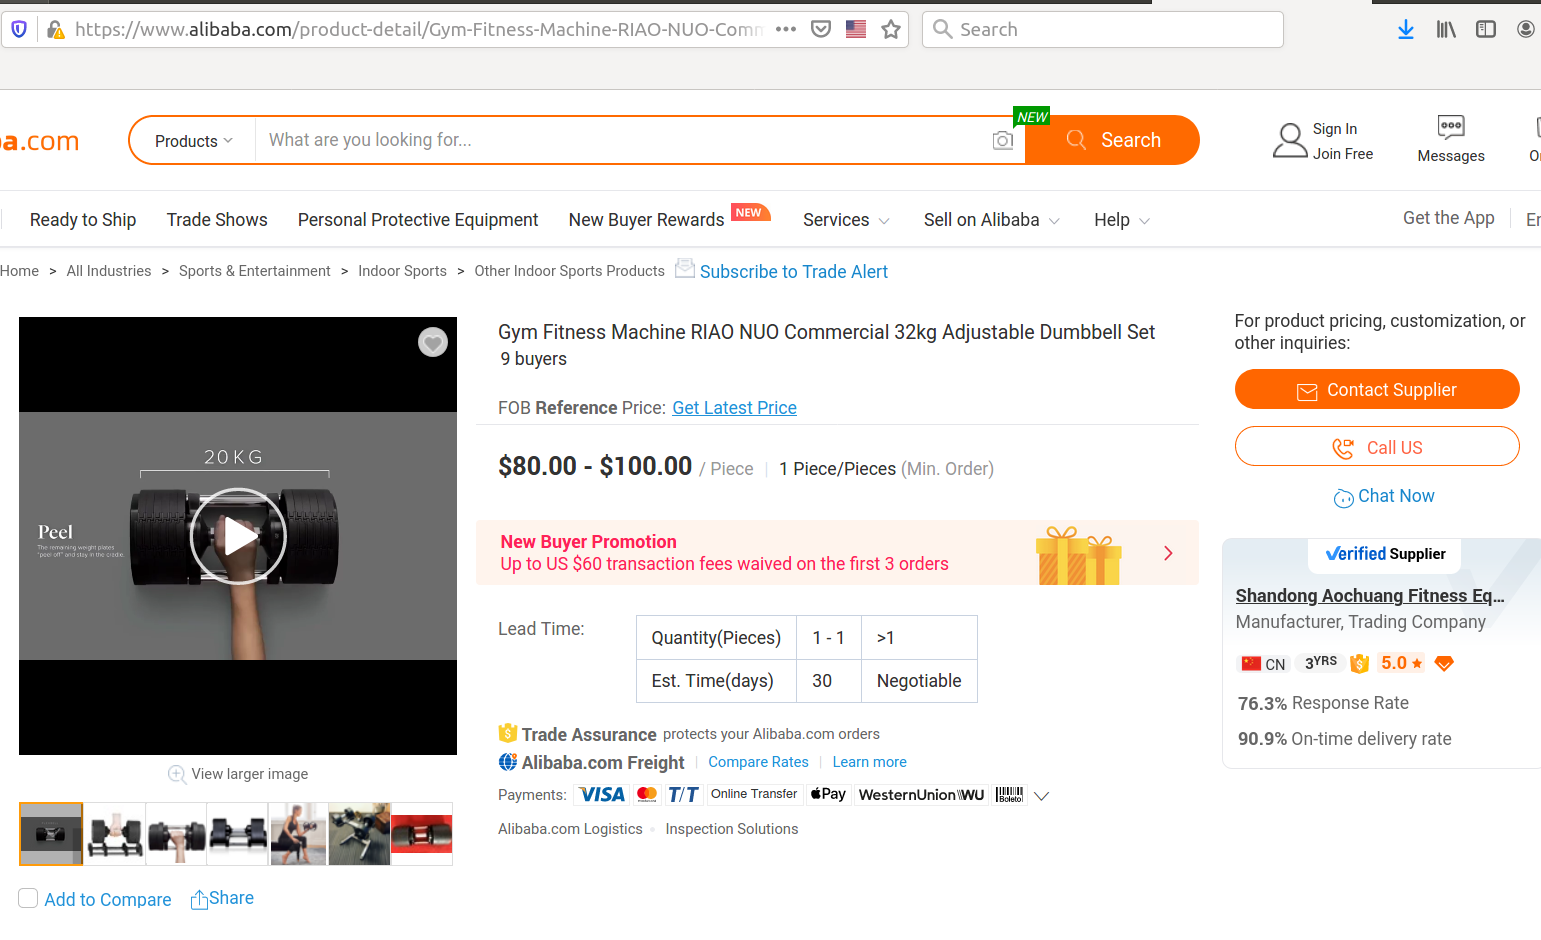 https://www.alibaba.com/product-detail/Gym-Fitness-Machine-RIAO-NUO-Comm
Search
a.com
Products
What are you looking for...
NEW
Search
Sign In
Join Free
Messages
Ready to Ship
Trade Shows
Personal Protective Equipment
New Buyer Rewards
NEW
Services
Sell on Alibaba
Help
Get the App
Home > All Industries > Sports & Entertainment > Indoor Sports > Other Indoor Sports Products
Subscribe to Trade Alert
20KG
Peel
The remaining weight plates
"peel off" and stay in the cradle.
View larger image
Add to Compare
Share
Gym Fitness Machine RIAO NUO Commercial 32kg Adjustable Dumbbell Set
9 buyers
FOB Reference Price: Get Latest Price
$80.00 - $100.00 / Piece | 1 Piece/Pieces (Min. Order)
New Buyer Promotion
Up to US $60 transaction fees waived on the first 3 orders
Lead Time:
Quantity(Pieces) 1 - 1 >1
Est. Time(days) 30 Negotiable
Trade Assurance protects your Alibaba.com orders
Alibaba.com Freight | Compare Rates | Learn more
Payments: VISA T/T Online Transfer Pay WesternUnion WU Boleto
Alibaba.com Logistics • Inspection Solutions
For product pricing, customization, or
other inquiries:
Contact Supplier
Call US
Chat Now
Verified Supplier
Shandong Aochuang Fitness Eq...
Manufacturer, Trading Company
CN 3YRS 5.0
76.3% Response Rate
90.9% On-time delivery rate